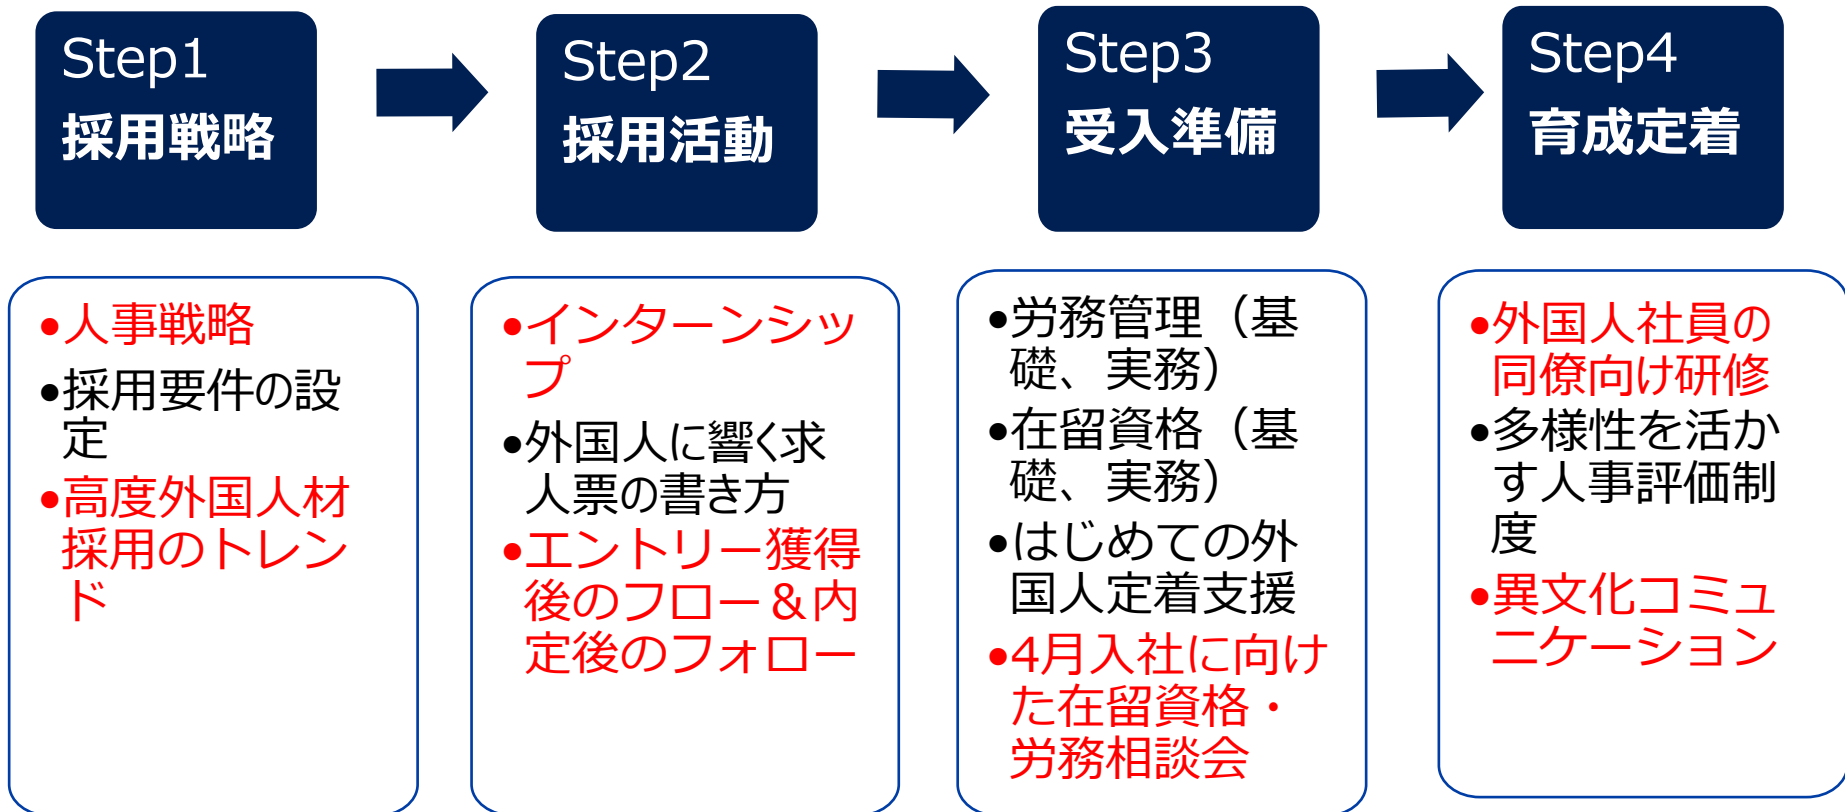 Step1
採用戦略
Step2
採用活動
Step3
受入準備
Step4
育成定着
•人事戦略
•採用要件の設
定
•高度外国人材
採用のトレン
ド
•インターンシッ
プ
•外国人に響く求
人票の書き方
•エントリー獲得
後のフロー＆内
定後のフォロー
•労務管理（基
礎、実務）
•在留資格（基
礎、実務）
•はじめての外
国人定着支援
•4月入社に向け
た在留資格・
労務相談会
•外国人社員の
同僚向け研修
•多様性を活か
す人事評価制
度
•異文化コミュ
ニケーション